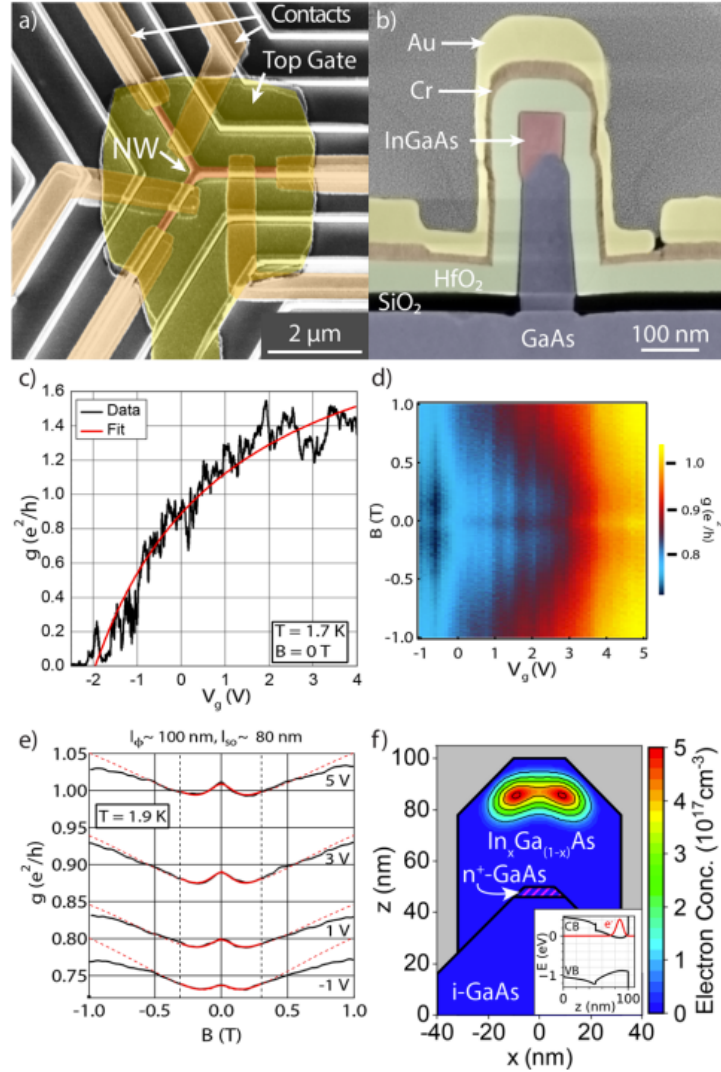 a)
Contacts
Top Gate
NW
2 μm
b)
Au
Cr
InGaAs
HfO₂
SiO₂
GaAs
100 nm
c)
1.6
1.4
1.2
1.0
0.8
0.6
0.4
0.2
0.0
g (e²/h)
Data
Fit
T = 1.7 K
B = 0 T
-2 -1 0 1 2 3 4
V_g (V)
d)
1.0
0.5
0.0
-0.5
-1.0
B (T)
-1 0 1 2 3 4 5
V_g (V)
1.0
0.9
0.8
g (e²/h)
e)
l_ϕ~ 100 nm, l_so~ 80 nm
1.05
1.00
0.95
0.90
0.85
0.80
0.75
g (e²/h)
T = 1.9 K
5 V
3 V
1 V
-1 V
-1.0 -0.5 0.0 0.5 1.0
B (T)
f)
100
80
60
40
20
0
z (nm)
In_xGa_(1-x)As
n⁺-GaAs
i-GaAs
-40 -20 0 20 40
x (nm)
CB
e⁻
VB
0
1
E (eV)
0 100
z (nm)
5
4
3
2
1
0
Electron Conc. (10¹⁷cm⁻³)